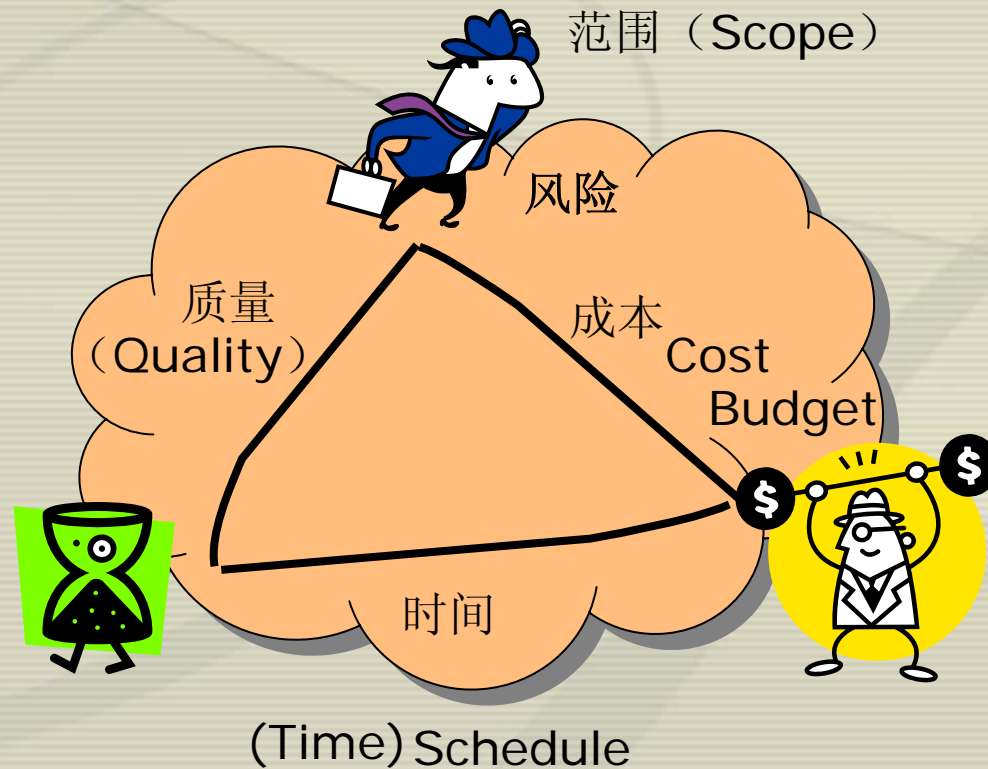 范围（Scope）
风险
质量
（Quality）
成本
Cost
Budget
$
$
时间
(Time) Schedule